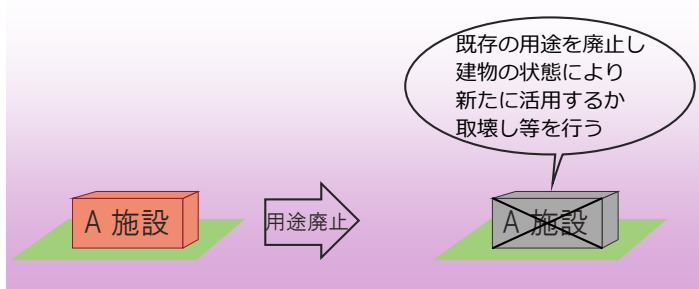 既存の用途を廃止し
建物の状態により
新たに活用するか
取壊し等を行う
A 施設
用途廃止
A 施設